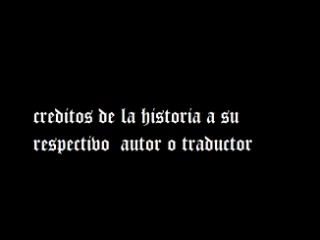 creditos de la historia a su
respectivo autor o traductor